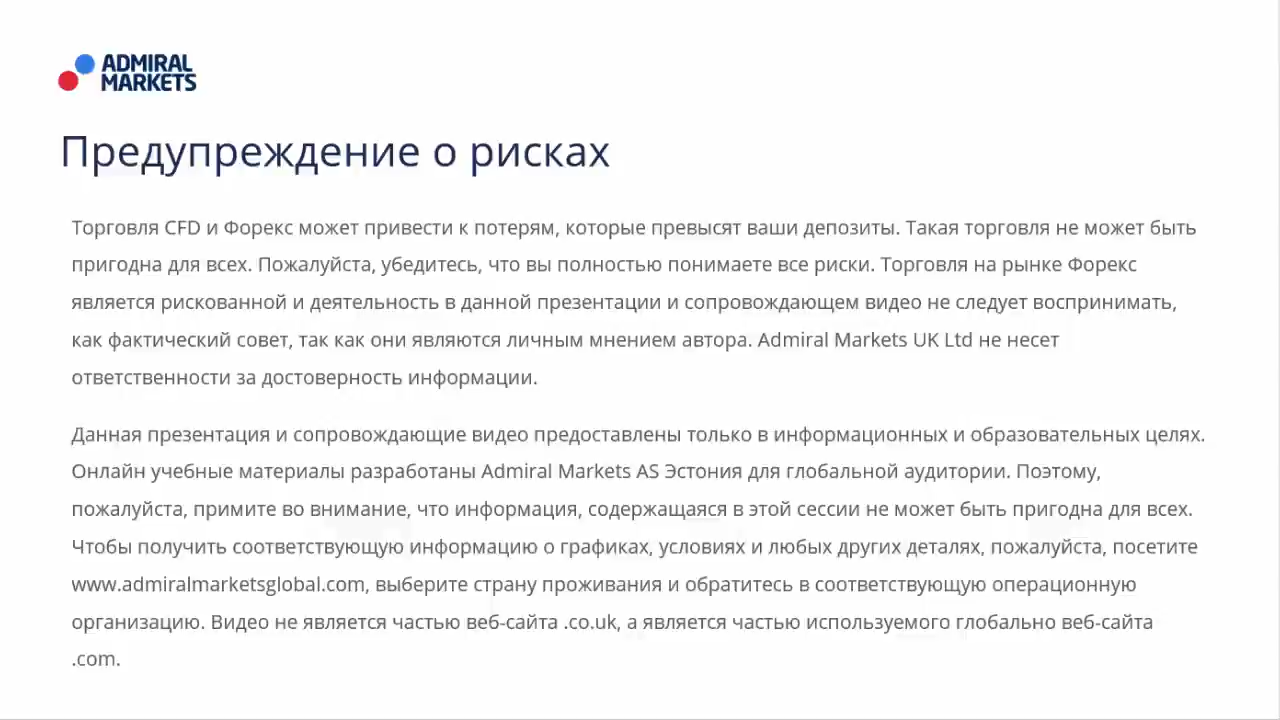 ADMIRAL
MARKETS
Предупреждение о рисках
Торговля CFD и Форекс может привести к потерям, которые превысят ваши депозиты. Такая торговля не может быть
пригодна для всех. Пожалуйста, убедитесь, что вы полностью понимаете все риски. Торговля на рынке Форекс
является рискованной и деятельность в данной презентации и сопровождающем видео не следует воспринимать,
как фактический совет, так как они являются личным мнением автора. Admiral Markets UK Ltd не несет
ответственности за достоверность информации.
Данная презентация и сопровождающие видео предоставлены только в информационных и образовательных целях.
Онлайн учебные материалы разработаны Admiral Markets AS Эстония для глобальной аудитории. Поэтому,
пожалуйста, примите во внимание, что информация, содержащаяся в этой сессии не может быть пригодна для всех.
Чтобы получить соответствующую информацию о графиках, условиях и любых других деталях, пожалуйста, посетите
www.admiralmarketsglobal.com, выберите страну проживания и обратитесь в соответствующую операционную
организацию. Видео не является частью веб-сайта .co.uk, а является частью используемого глобально веб-сайта
.com.